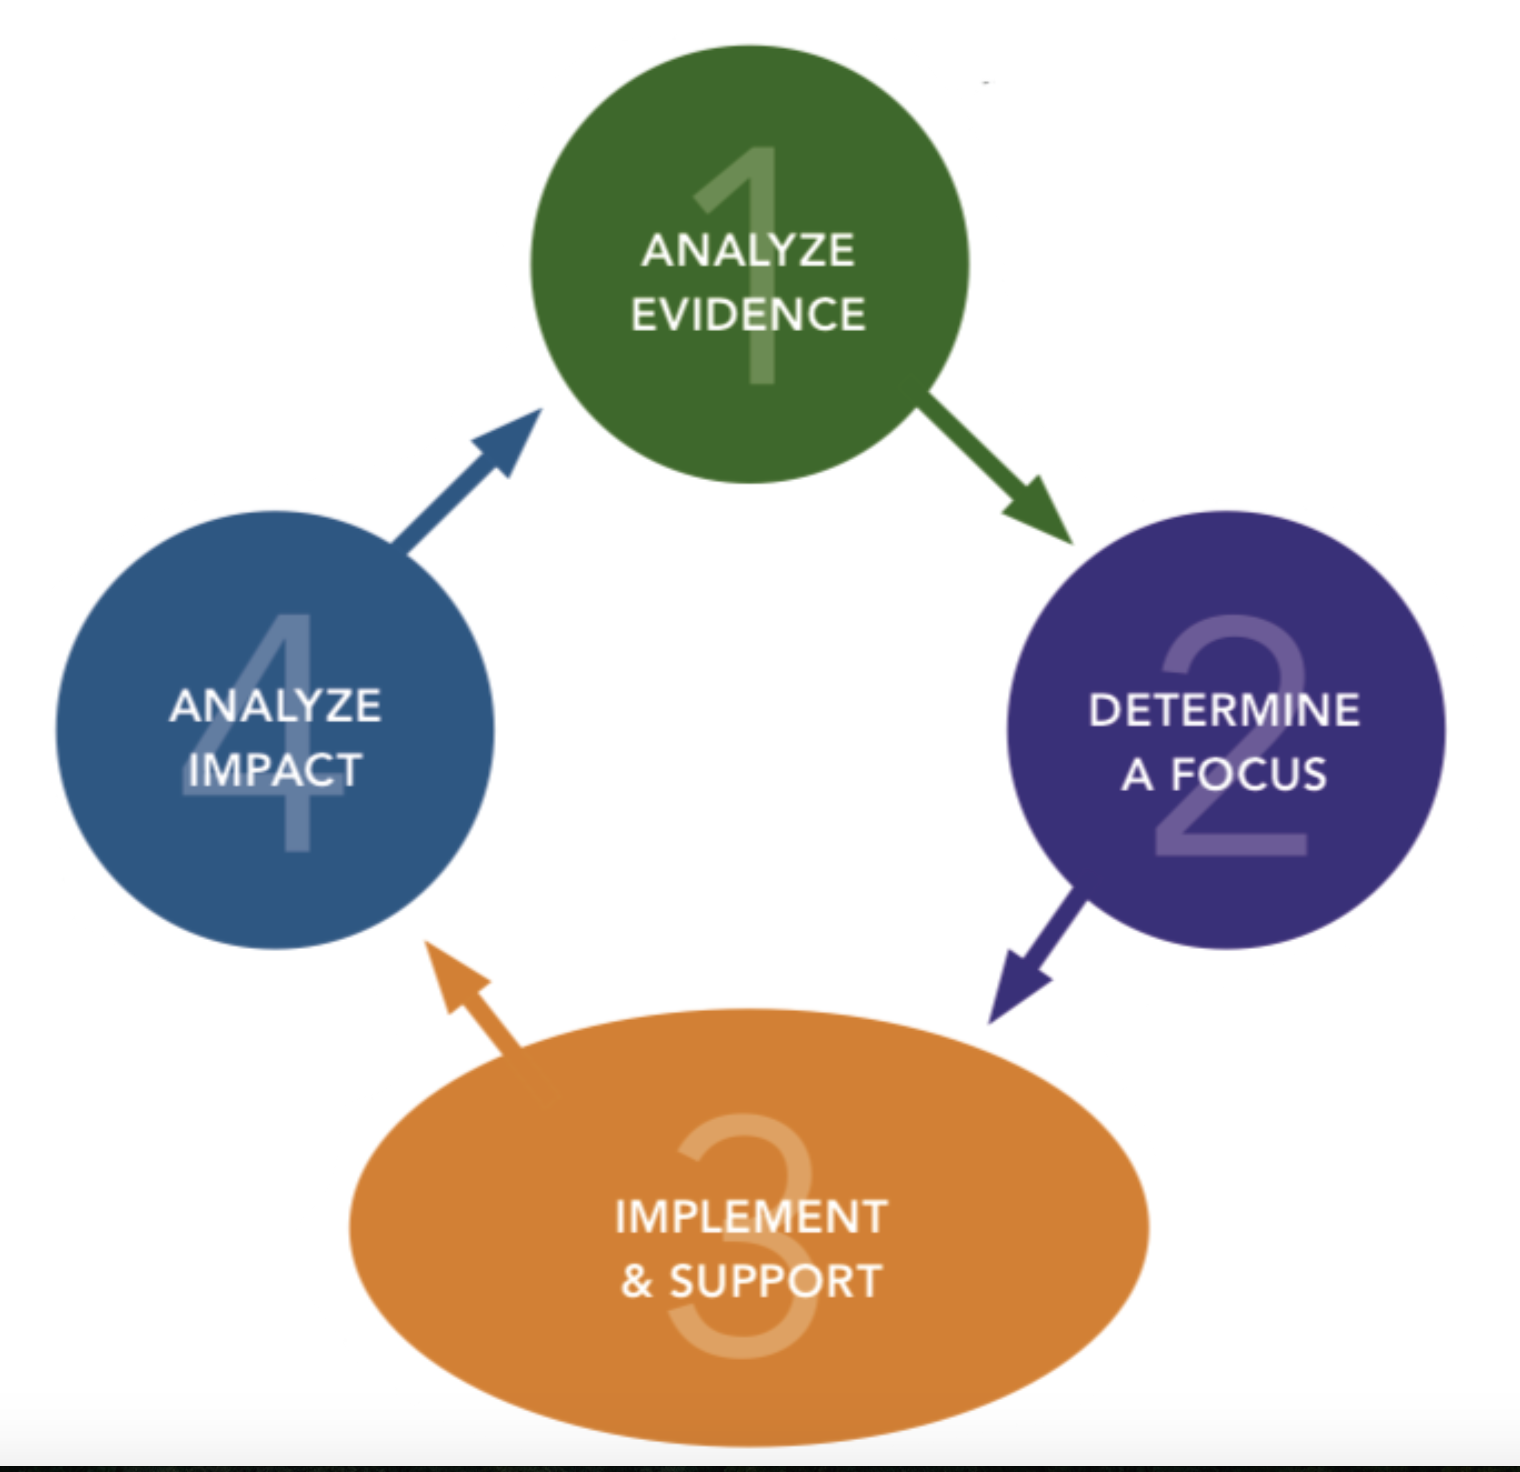 1
ANALYZE
EVIDENCE
2
DETERMINE
A FOCUS
3
IMPLEMENT
& SUPPORT
4
ANALYZE
IMPACT